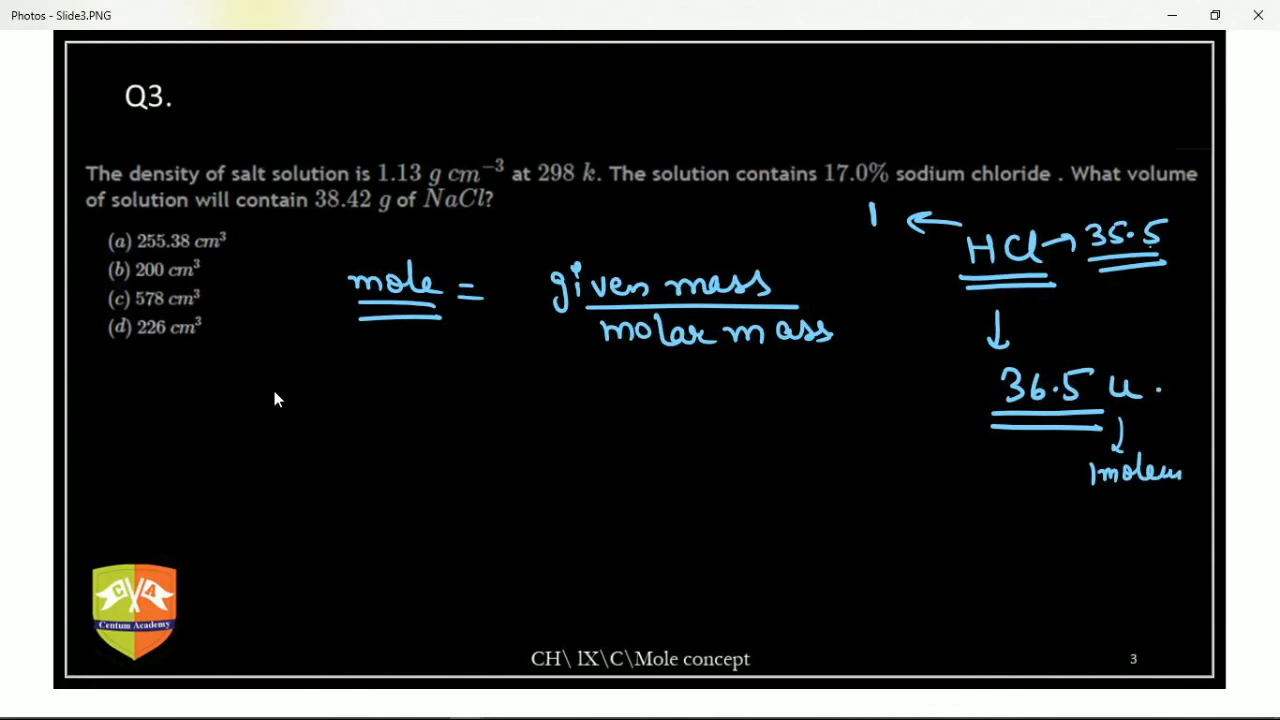 Photos - Slide3.PNG
Q3.
The density of salt solution is 1.13 g cm⁻³ at 298 k. The solution contains 17.0% sodium chloride . What volume
of solution will contain 38.42 g of NaCl?
(a) 255.38 cm³
(b) 200 cm³
(c) 578 cm³
(d) 226 cm³
mole = given mass
molar mass
1 ← HCl → 35.5
↓
36.5 u.
↓
CA
Centum Academy
CH\ lX\C\Mole concept
3